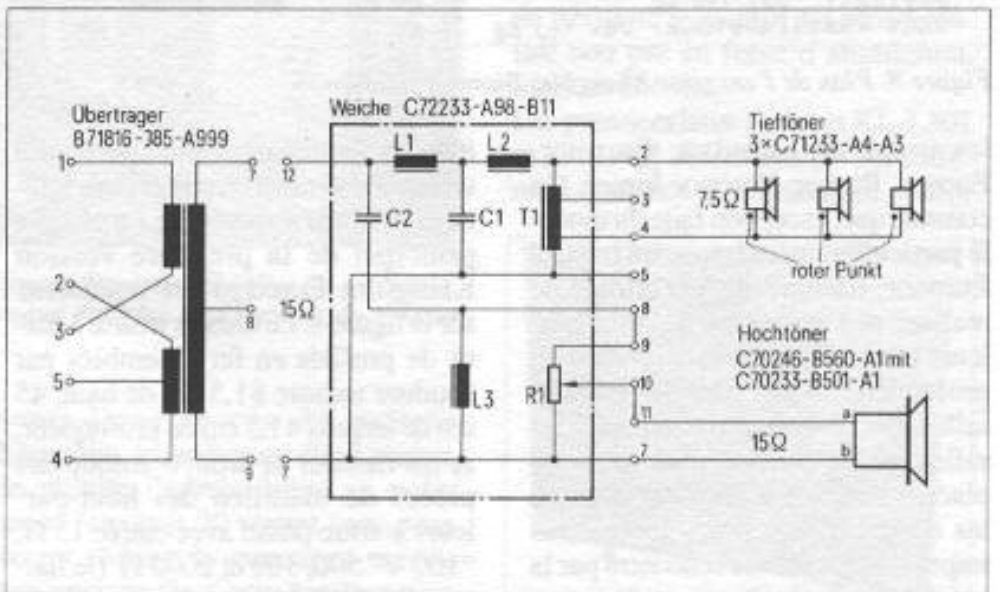 Übertrager
B71816-J85-A999
Weiche C72233-A98-B11
Tieftöner
3×C71233-A4-A3
1
7
12
L1
L2
2
3
4
7,5Ω
C2
C1
T1
roter Punkt
5
2
3
15Ω
8
8
Hochtöner
C70246-B560-A1 mit
C70233-B501-A1
9
5
L3
R1
10
11
a
15Ω
b
4
7